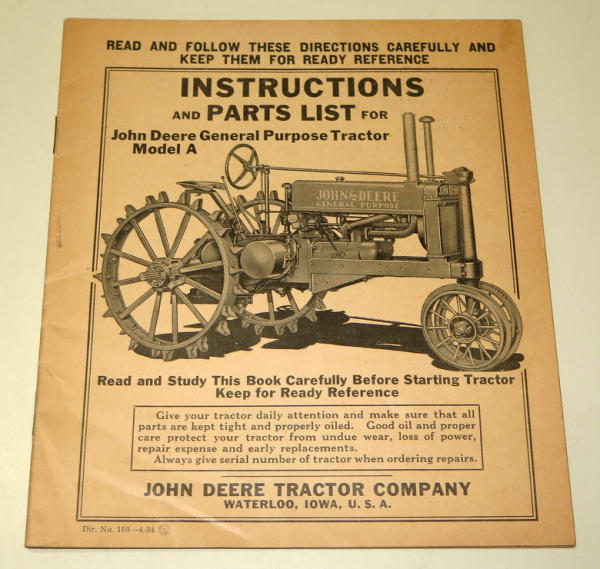 READ AND FOLLOW THESE DIRECTIONS CAREFULLY AND
KEEP THEM FOR READY REFERENCE
INSTRUCTIONS
AND PARTS LIST FOR
John Deere General Purpose Tractor
Model A
JOHN DEERE
GENERAL PURPOSE
Read and Study This Book Carefully Before Starting Tractor
Keep for Ready Reference
Give your tractor daily attention and make sure that all
parts are kept tight and properly oiled. Good oil and proper
care protect your tractor from undue wear, loss of power,
repair expense and early replacements.
Always give serial number of tractor when ordering repairs.
JOHN DEERE TRACTOR COMPANY
WATERLOO, IOWA, U. S. A.
Dir. No. 103—4-34